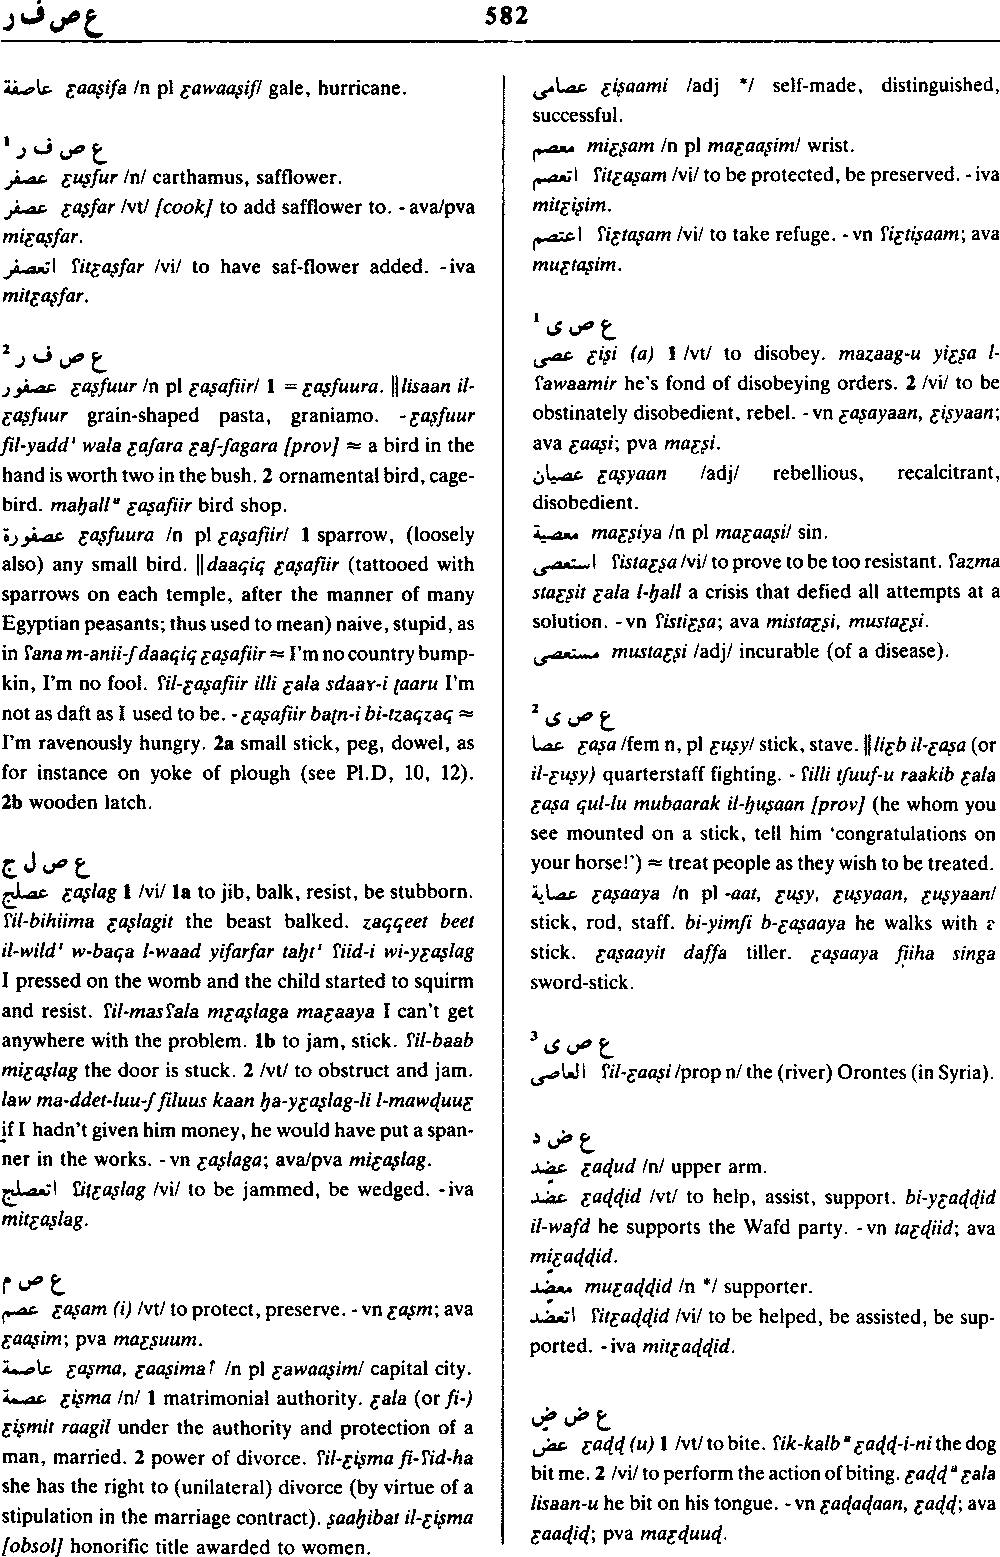 ع ص ف ر
582
عاصفة ɛaaṣifa /n pl ɛawaaṣif/ gale, hurricane.
ع ص ف ر ¹
عصفر ɛuṣfur /n/ carthamus, safflower.
عصفر ɛaṣfar /vt/ [cook] to add safflower to. - ava/pva
miɛaṣfar.
اتعصفر ʕitɛaṣfar /vi/ to have saf-flower added. -iva
mitɛaṣfar.
ع ص ف ر ²
عصفور ɛaṣfuur /n pl ɛaṣafiir/ 1 = ɛaṣfuura. ‖lisaan il-
ɛaṣfuur grain-shaped pasta, graniamo. -ɛaṣfuur
fil-yadd¹ wala ɛaʃara ɛaʃ-ʃagara [prov] ≈ a bird in the
hand is worth two in the bush. 2 ornamental bird, cage-
bird. maḥallᵃ ɛaṣafiir bird shop.
عصفورة ɛaṣfuura /n pl ɛaṣafiir/ 1 sparrow, (loosely
also) any small bird. ‖daaqiq ɛaṣafiir (tattooed with
sparrows on each temple, after the manner of many
Egyptian peasants; thus used to mean) naive, stupid, as
in ʕana m-anii-ʃ daaqiq ɛaṣafiir ≈ I'm no country bump-
kin, I'm no fool. ʕil-ɛaṣafiir illi ɛala sdaaɣ-i ṭaaru I'm
not as daft as I used to be. - ɛaṣafiir baṭn-i bi-tzaqzaq ≈
I'm ravenously hungry. 2a small stick, peg, dowel, as
for instance on yoke of plough (see Pl.D, 10, 12).
2b wooden latch.
ع ص ل ج
عصلج ɛaṣlag 1 /vi/ 1a to jib, balk, resist, be stubborn.
ʕil-bihiima ɛaṣlagit the beast balked. zaqqeet beet
il-wild¹ w-baqa l-waad yifarfar taḥt¹ ʕiid-i wi-yɛaṣlag
I pressed on the womb and the child started to squirm
and resist. ʕil-masʕala mɛaṣlaga maɛaaya I can't get
anywhere with the problem. 1b to jam, stick. ʕil-baab
miɛaṣlag the door is stuck. 2 /vt/ to obstruct and jam.
law ma-ddet-luu-ʃ filuus kaan ḥa-yɛaṣlag-li l-mawḍuuɛ
if I hadn't given him money, he would have put a span-
ner in the works. - vn ɛaṣlaga; ava/pva miɛaṣlag.
اتعصلج ʕitɛaṣlag /vi/ to be jammed, be wedged. -iva
mitɛaṣlag.
ع ص م
عصم ɛaṣam (i) /vt/ to protect, preserve. - vn ɛaṣm; ava
ɛaaṣim; pva maɛṣuum.
عاصمة ɛaṣma, ɛaaṣima↑ /n pl ɛawaaṣim/ capital city.
عصمة ɛiṣma /n/ 1 matrimonial authority. ɛala (or fi-)
ɛiṣmit raagil under the authority and protection of a
man, married. 2 power of divorce. ʕil-ɛiṣma fi-ʕid-ha
she has the right to (unilateral) divorce (by virtue of a
stipulation in the marriage contract). ṣaaḥibat il-ɛiṣma
[obsol] honorific title awarded to women.
عصامى ɛiṣaami /adj */ self-made, distinguished,
successful.
معصم miɛṣam /n pl maɛaaṣim/ wrist.
اتعصم ʕitɛaṣam /vi/ to be protected, be preserved. - iva
mitɛiṣim.
اعتصم ʕiɛtaṣam /vi/ to take refuge. - vn ʕiɛtiṣaam; ava
muɛtaṣim.
ع ص ى ¹
عصى ɛiṣi (a) 1 /vt/ to disobey. mazaag-u yiɛṣa l-
ʕawaamir he's fond of disobeying orders. 2 /vi/ to be
obstinately disobedient, rebel. - vn ɛaṣayaan, ɛiṣyaan;
ava ɛaaṣi; pva maɛṣi.
عصيان ɛaṣyaan /adj/ rebellious, recalcitrant,
disobedient.
معصية maɛṣiya /n pl maɛaaṣi/ sin.
استعصى ʕistaɛṣa /vi/ to prove to be too resistant. ʕazma
staɛṣit ɛala l-ḥall a crisis that defied all attempts at a
solution. - vn ʕistiɛṣa; ava mistaɛṣi, mustaɛṣi.
مستعصى mustaɛṣi /adj/ incurable (of a disease).
ع ص ى ²
عصا ɛaṣa /fem n, pl ɛuṣy/ stick, stave. ‖liɛb il-ɛaṣa (or
il-ɛuṣy) quarterstaff fighting. - ʕilli tʃuuf-u raakib ɛala
ɛaṣa qul-lu mubaarak il-ḥuṣaan [prov] (he whom you
see mounted on a stick, tell him 'congratulations on
your horse!') ≈ treat people as they wish to be treated.
عصاية ɛaṣaaya /n pl -aat, ɛuṣy, ɛuṣyaan, ɛuṣyaan/
stick, rod, staff. bi-yimʃi b-ɛaṣaaya he walks with a
stick. ɛaṣaayit daffa tiller. ɛaṣaaya fiiha singa
sword-stick.
ع ص ى ³
العاصى ʕil-ɛaaṣi /prop n/ the (river) Orontes (in Syria).
ع ض د
عضد ɛaḍud /n/ upper arm.
عضد ɛaḍḍid /vt/ to help, assist, support. bi-yɛaḍḍid
il-wafd he supports the Wafd party. - vn taɛḍiid; ava
miɛaḍḍid.
معضد muɛaḍḍid /n */ supporter.
اتعضد ʕitɛaḍḍid /vi/ to be helped, be assisted, be sup-
ported. - iva mitɛaḍḍid.
ع ض ض
عض ɛaḍḍ (u) 1 /vt/ to bite. ʕik-kalbᵃ ɛaḍḍ-i-ni the dog
bit me. 2 /vi/ to perform the action of biting. ɛaḍḍᵃ ɛala
lisaan-u he bit on his tongue. - vn ɛaḍaḍaan, ɛaḍḍ; ava
ɛaaḍiḍ; pva maɛḍuuḍ.